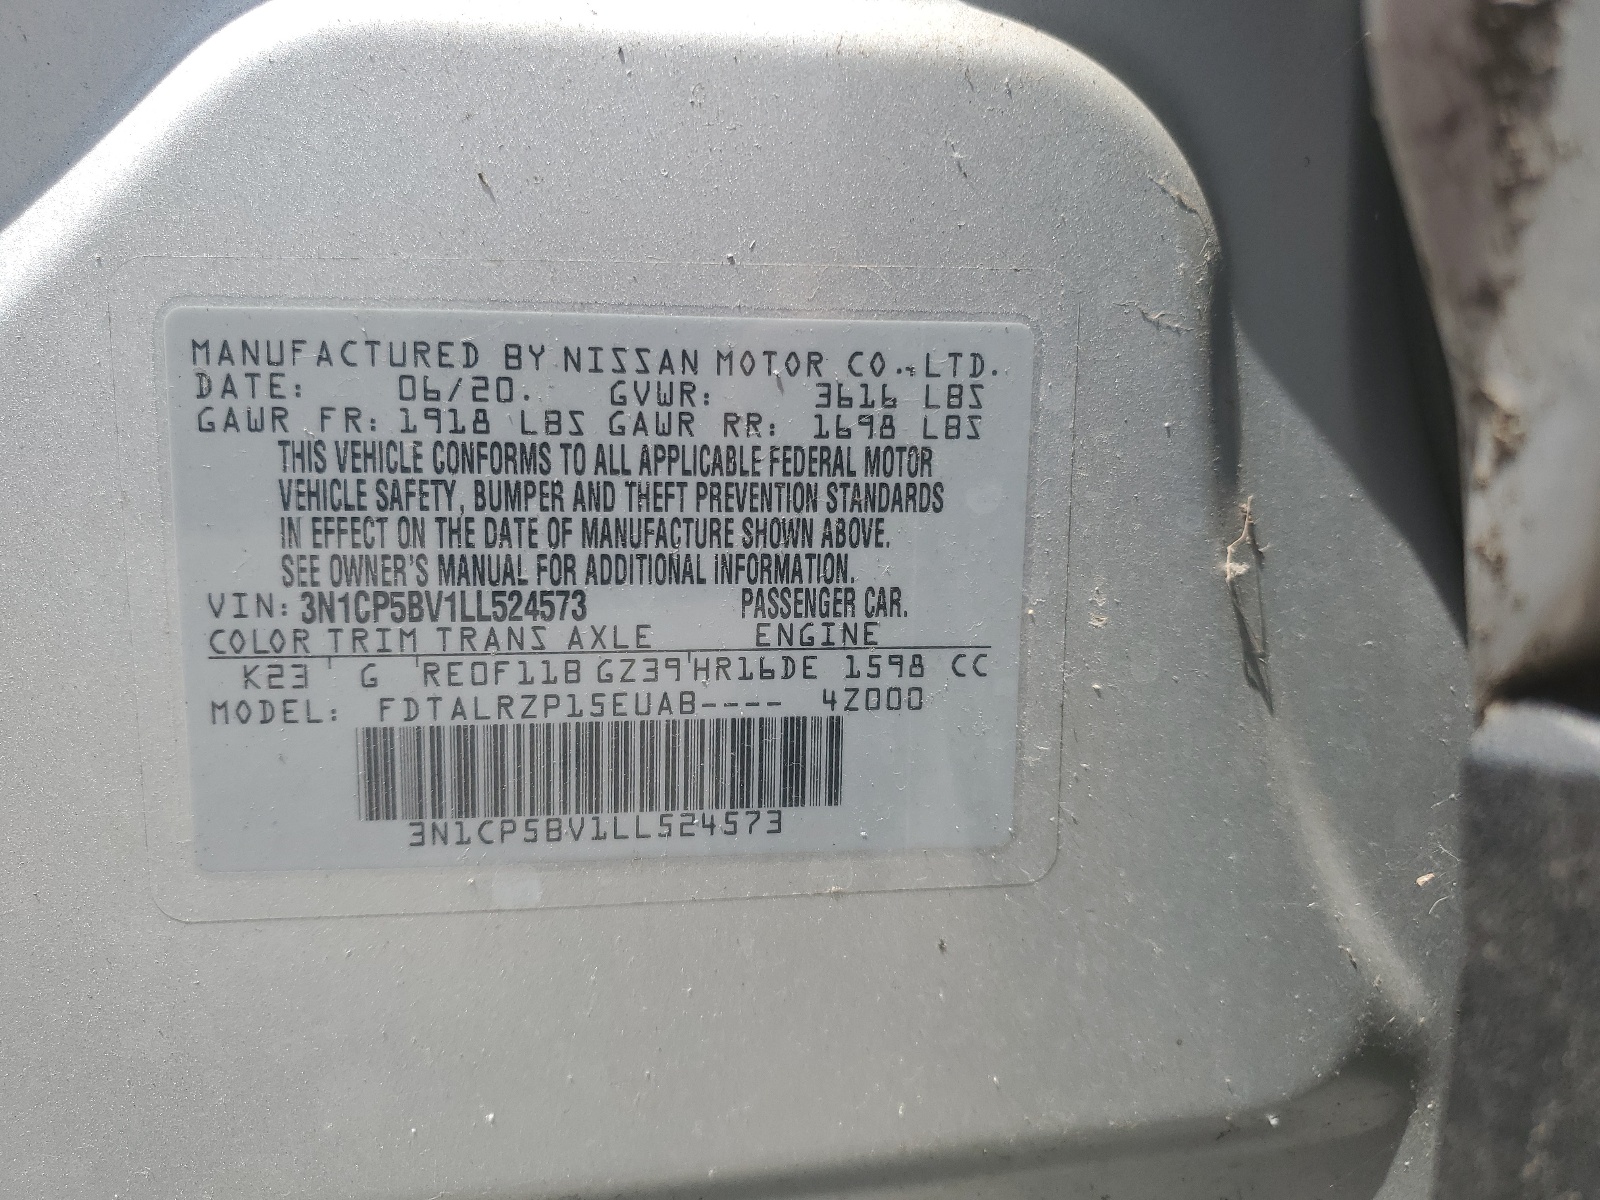 MANUFACTURED BY NISSAN MOTOR CO., LTD.
DATE: 06/20. GVWR: 3616 LBS
GAWR FR: 1918 LBS GAWR RR: 1698 LBS
THIS VEHICLE CONFORMS TO ALL APPLICABLE FEDERAL MOTOR
VEHICLE SAFETY, BUMPER AND THEFT PREVENTION STANDARDS
IN EFFECT ON THE DATE OF MANUFACTURE SHOWN ABOVE.
SEE OWNER'S MANUAL FOR ADDITIONAL INFORMATION.
VIN: 3N1CP5BV1LL524573 PASSENGER CAR.
COLOR TRIM TRANS AXLE ENGINE
K23 G RE0F11B GZ39 HR16DE 1598 CC
MODEL: FDTALRZP15EUAB---- 4Z000
3N1CP5BV1LL524573